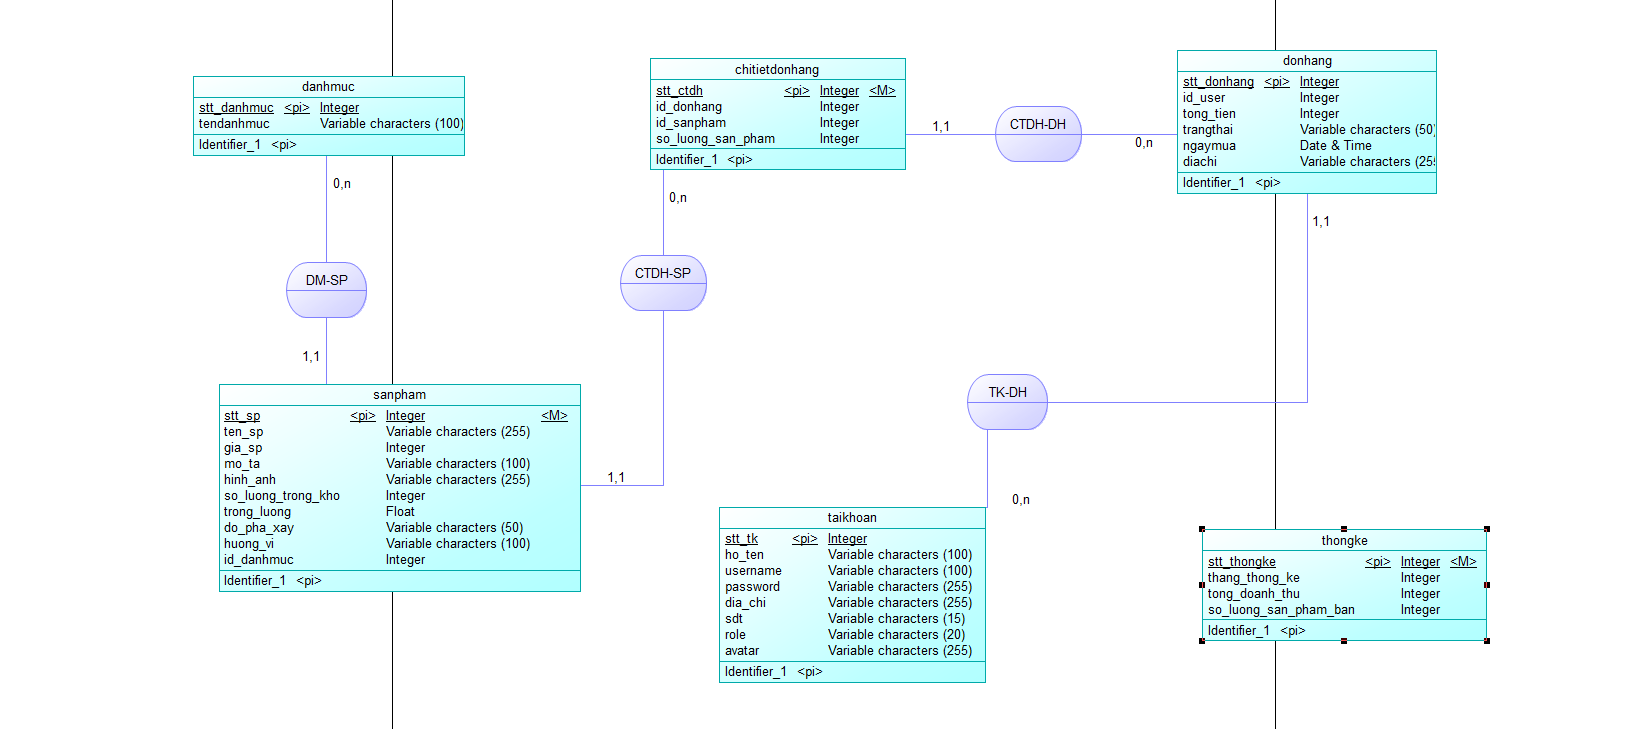 danhmuc
stt_danhmuc <pi> Integer
tendanhmuc Variable characters (100)
Identifier_1 <pi>
0,n
DM-SP
1,1
sanpham
stt_sp <pi> Integer <M>
ten_sp Variable characters (255)
gia_sp Integer
mo_ta Variable characters (100)
hinh_anh Variable characters (255)
so_luong_trong_kho Integer
trong_luong Float
do_pha_xay Variable characters (50)
huong_vi Variable characters (100)
id_danhmuc Integer
Identifier_1 <pi>
chitietdonhang
stt_ctdh <pi> Integer <M>
id_donhang Integer
id_sanpham Integer
so_luong_san_pham Integer
Identifier_1 <pi>
0,n
CTDH-SP
1,1
1,1
CTDH-DH
0,n
donhang
stt_donhang <pi> Integer
id_user Integer
tong_tien Integer
trangthai Variable characters (50)
ngaymua Date & Time
diachi Variable characters (255
Identifier_1 <pi>
1,1
TK-DH
0,n
taikhoan
stt_tk <pi> Integer
ho_ten Variable characters (100)
username Variable characters (100)
password Variable characters (255)
dia_chi Variable characters (255)
sdt Variable characters (15)
role Variable characters (20)
avatar Variable characters (255)
Identifier_1 <pi>
thongke
stt_thongke <pi> Integer <M>
thang_thong_ke Integer
tong_doanh_thu Integer
so_luong_san_pham_ban Integer
Identifier_1 <pi>